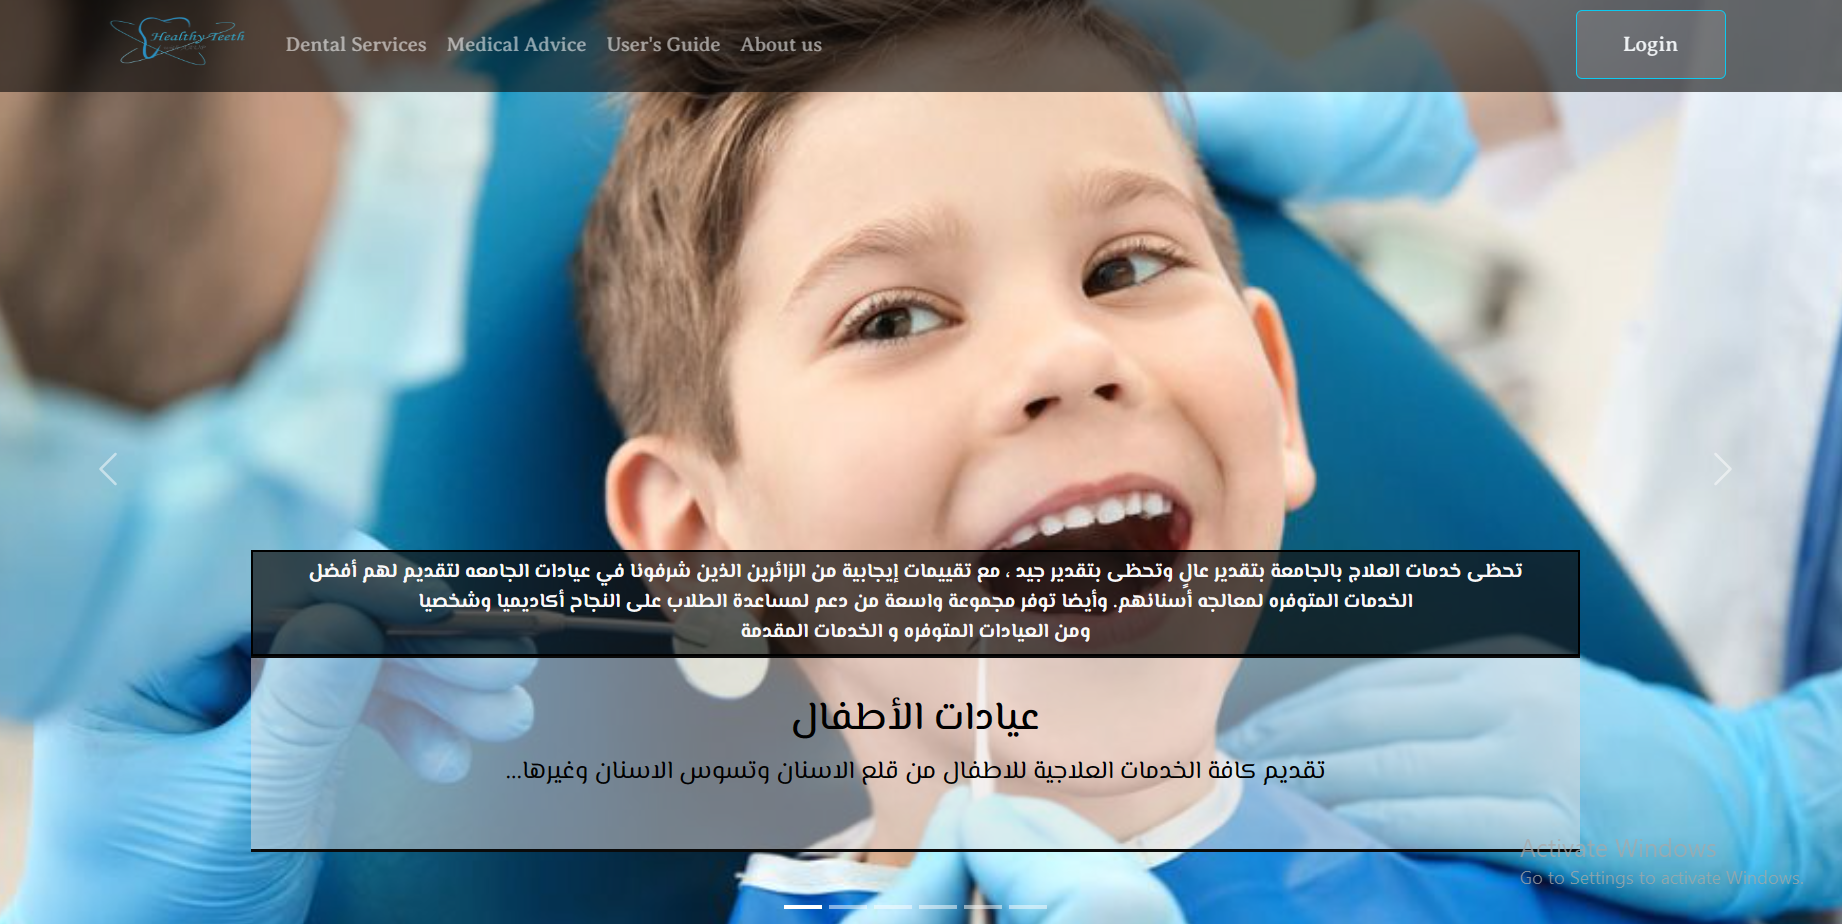 Healthy Teeth
Dental Services
Medical Advice
User's Guide
About us
Login
تحظى خدمات العلاج بالجامعة بتقدير عالٍ وتحظى بتقدير جيد ، مع تقييمات إيجابية من الزائرين الذين شرفونا في عيادات الجامعه لتقديم لهم أفضل
الخدمات المتوفره لمعالجه أسنانهم. وأيضا توفر مجموعة واسعة من دعم لمساعدة الطلاب على النجاح أكاديميا وشخصيا
ومن العيادات المتوفره و الخدمات المقدمة
عيادات الأطفال
تقديم كافة الخدمات العلاجية للاطفال من قلع الاسنان وتسوس الاسنان وغيرها...
Activate Windows
Go to Settings to activate Windows.